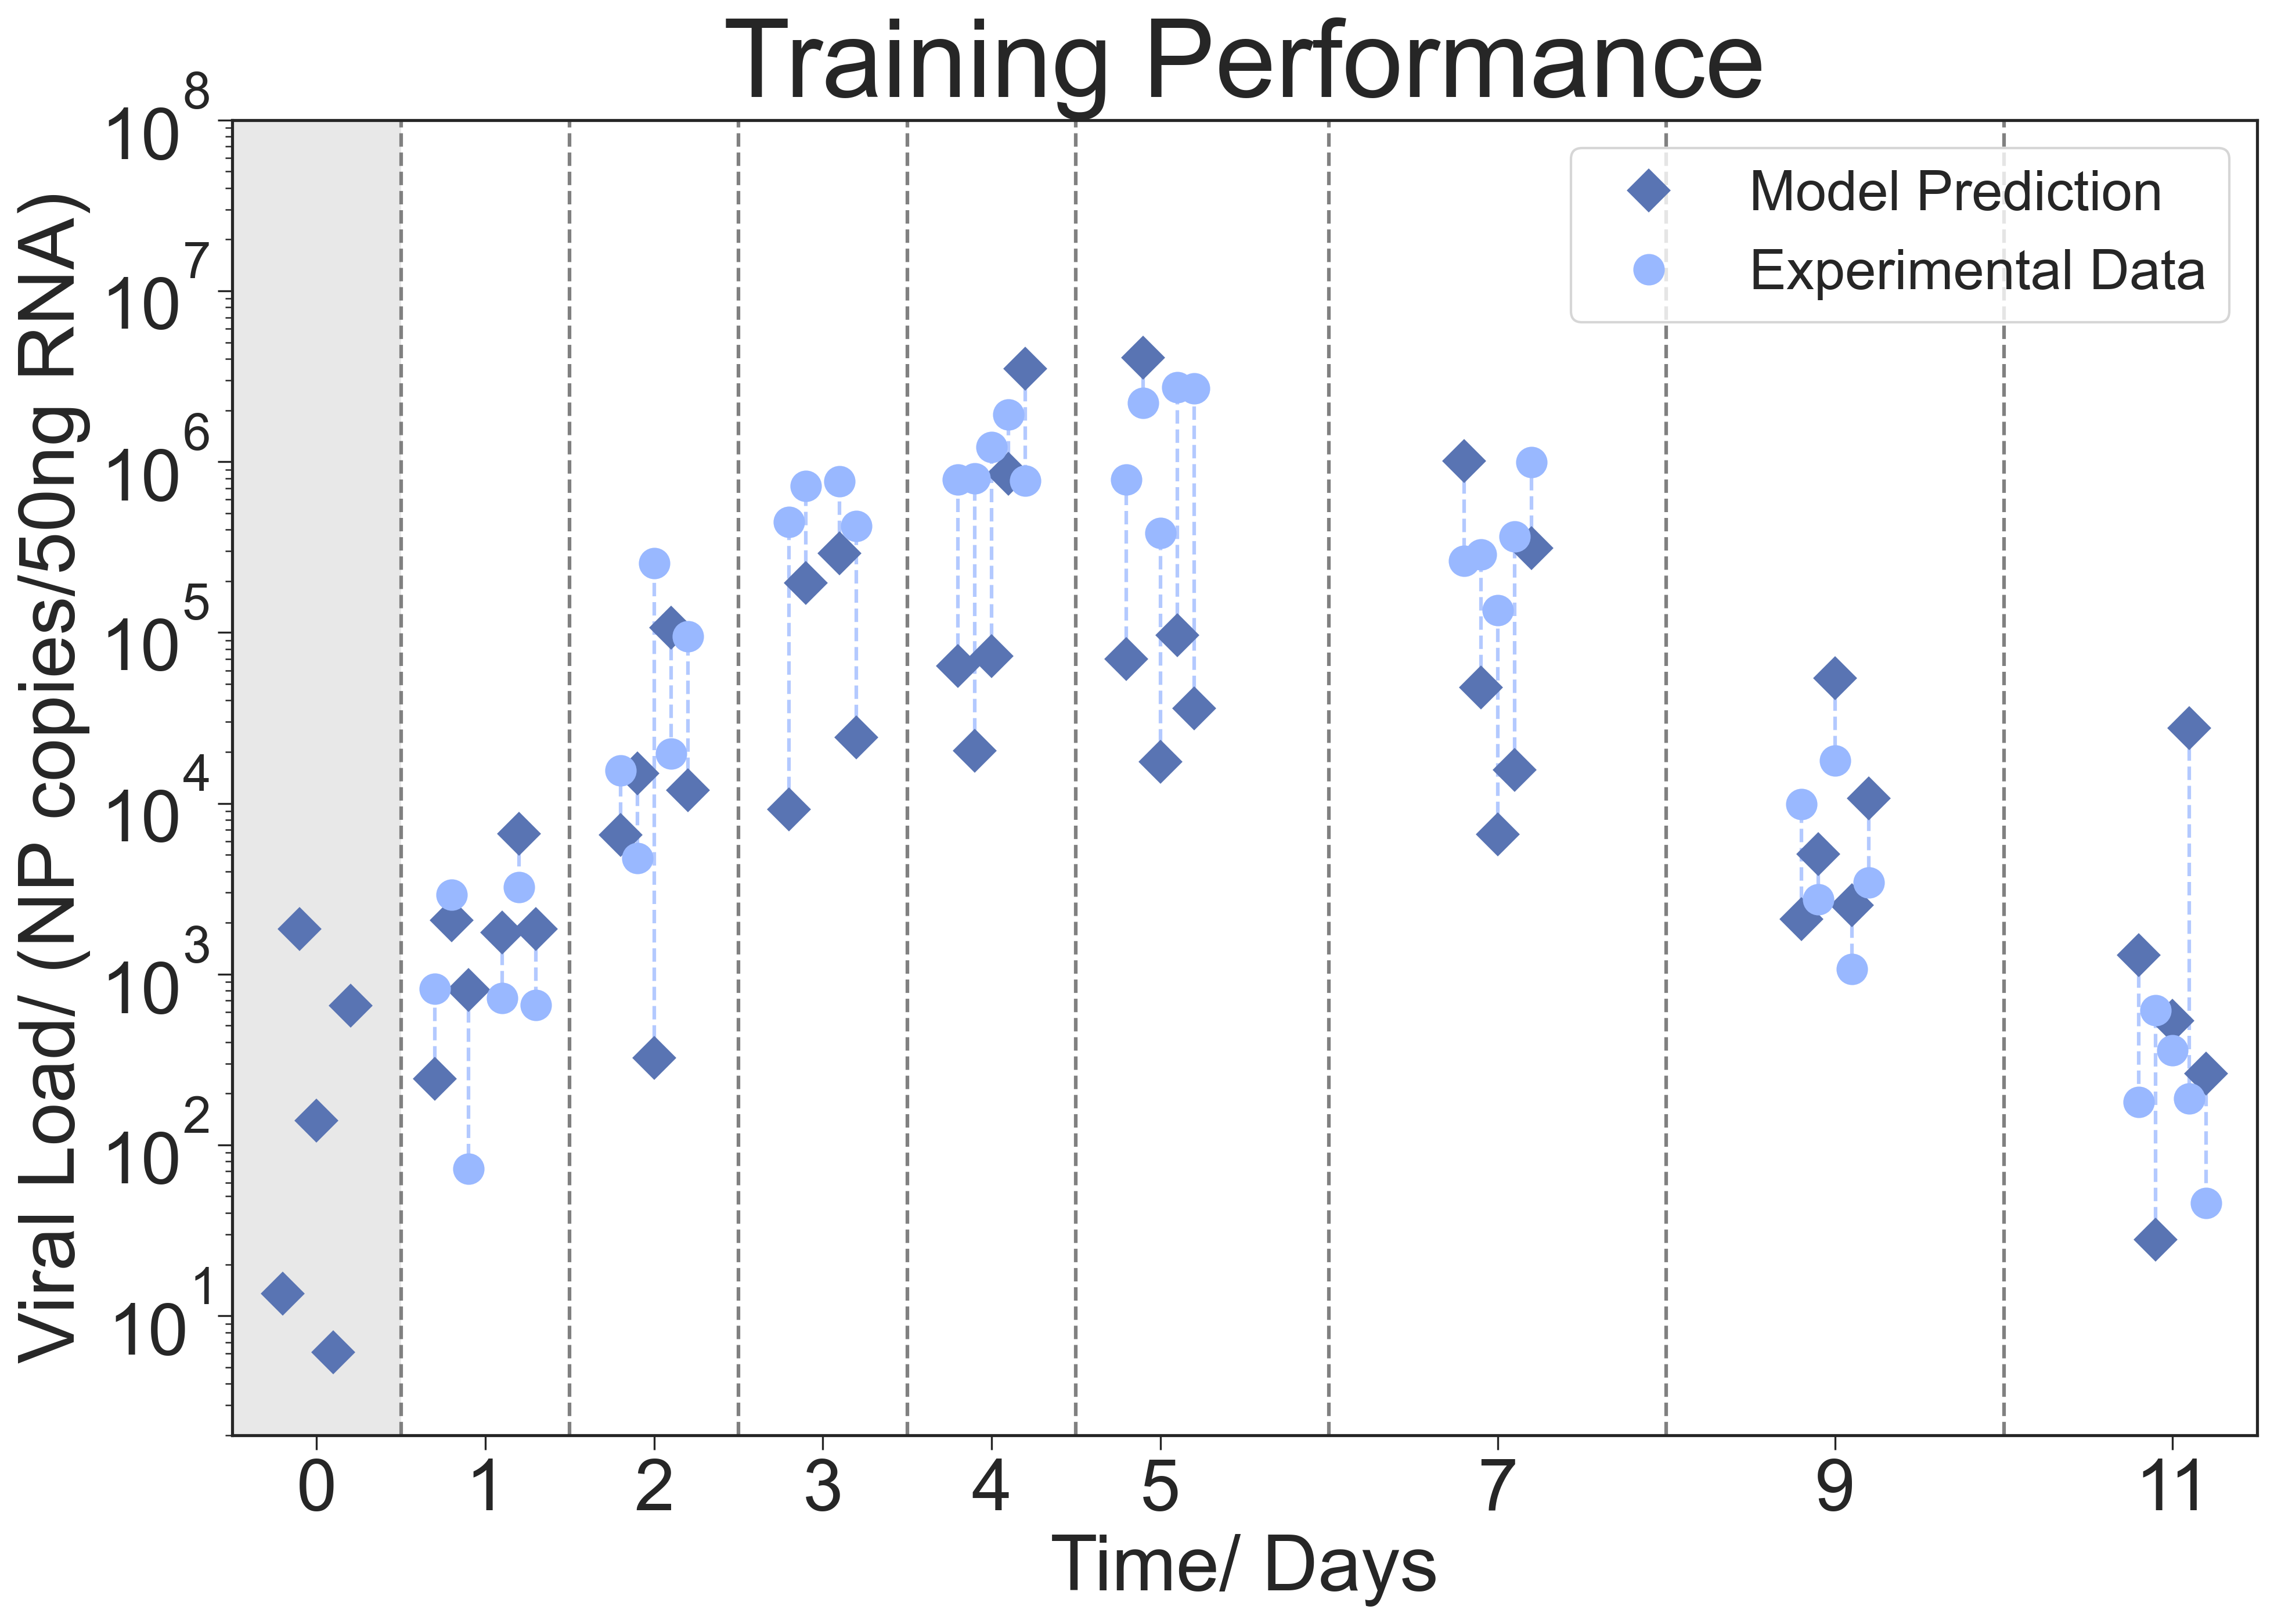 Training Performance
Viral Load/ (NP copies/50ng RNA)
10^8
10^7
10^6
10^5
10^4
10^3
10^2
10^1
Model Prediction
Experimental Data
0 1 2 3 4 5 7 9 11
Time/ Days